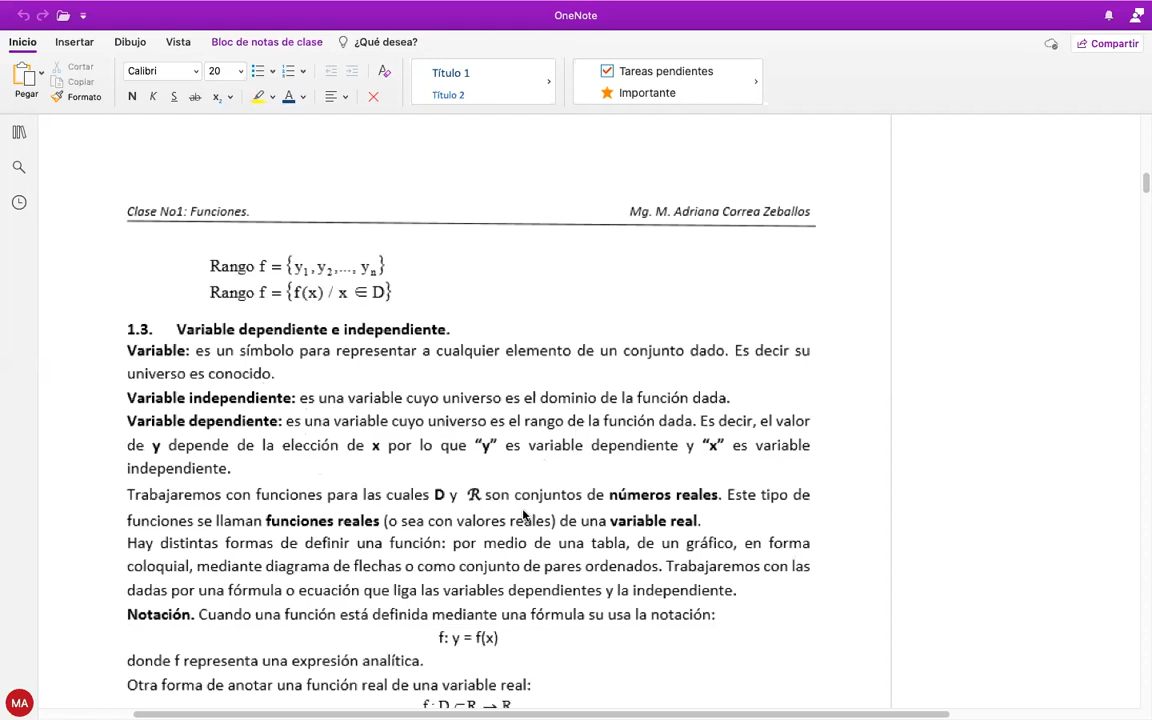 OneNote
Inicio Insertar Dibujo Vista Bloc de notas de clase ¿Qué desea? Compartir
Pegar Cortar Copiar Formato
Calibri 20
N K S ab x₂ A
Título 1
Título 2
Tareas pendientes
Importante
Clase No1: Funciones. Mg. M. Adriana Correa Zeballos
Rango f = {y₁,y₂,..., yₙ}
Rango f = {f(x) / x ∈ D}
1.3. Variable dependiente e independiente.
Variable: es un símbolo para representar a cualquier elemento de un conjunto dado. Es decir su
universo es conocido.
Variable independiente: es una variable cuyo universo es el dominio de la función dada.
Variable dependiente: es una variable cuyo universo es el rango de la función dada. Es decir, el valor
de y depende de la elección de x por lo que “y” es variable dependiente y “x” es variable
independiente.
Trabajaremos con funciones para las cuales D y ℛ son conjuntos de números reales. Este tipo de
funciones se llaman funciones reales (o sea con valores reales) de una variable real.
Hay distintas formas de definir una función: por medio de una tabla, de un gráfico, en forma
coloquial, mediante diagrama de flechas o como conjunto de pares ordenados. Trabajaremos con las
dadas por una fórmula o ecuación que liga las variables dependientes y la independiente.
Notación. Cuando una función está definida mediante una fórmula su usa la notación:
f: y = f(x)
donde f representa una expresión analítica.
Otra forma de anotar una función real de una variable real:
f : D ⊂ R → R
MA